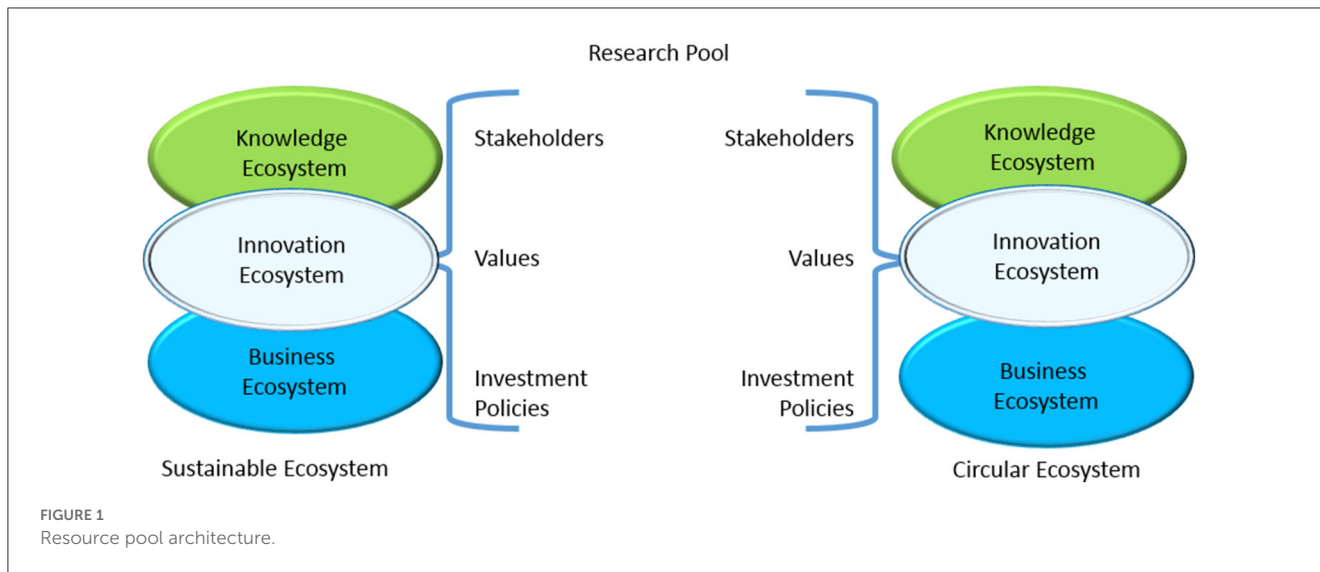 Research Pool
Knowledge
Ecosystem
Innovation
Ecosystem
Business
Ecosystem
Sustainable Ecosystem
Stakeholders
Values
Investment
Policies
Stakeholders
Values
Investment
Policies
Knowledge
Ecosystem
Innovation
Ecosystem
Business
Ecosystem
Circular Ecosystem
FIGURE 1
Resource pool architecture.